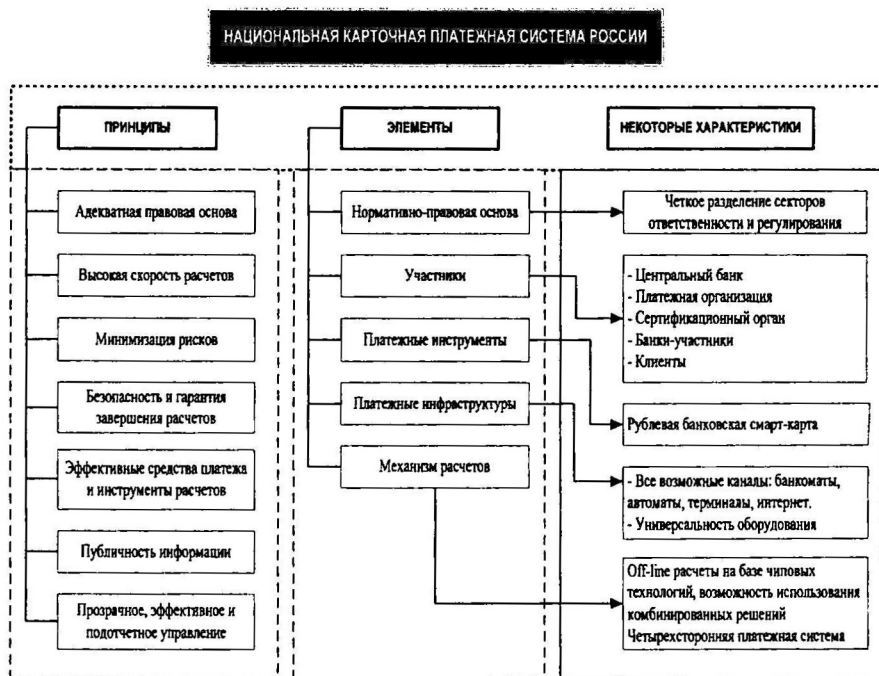 НАЦИОНАЛЬНАЯ КАРТОЧНАЯ ПЛАТЕЖНАЯ СИСТЕМА РОССИИ
ПРИНЦИПЫ
Адекватная правовая основа
Высокая скорость расчетов
Минимизация рисков
Безопасность и гарантия
завершения расчетов
Эффективные средства платежа
и инструменты расчетов
Публичность информации
Прозрачное, эффективное и
подотчетное управление
ЭЛЕМЕНТЫ
Нормативно-правовая основа
Участники
Платежные инструменты
Платежные инфраструктуры
Механизм расчетов
НЕКОТОРЫЕ ХАРАКТЕРИСТИКИ
Четкое разделение секторов
ответственности и регулирования
- Центральный банк
- Платежная организация
- Сертификационный орган
- Банки-участники
- Клиенты
Рублевая банковская смарт-карта
- Все возможные каналы: банкоматы,
автоматы, терминалы, интернет.
- Универсальность оборудования
Off-line расчеты на базе чиповых
технологий, возможность использования
комбинированных решений
Четырехсторонняя платежная система